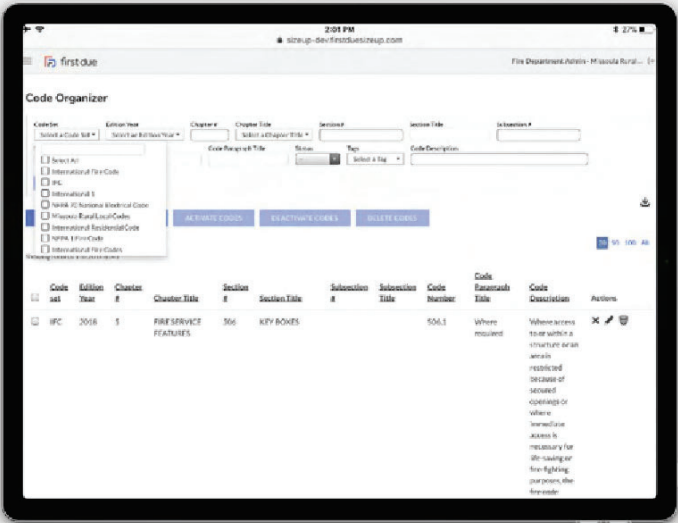 2:01 PM
27%
sizeup-dev.firstduesizeup.com
first due
Fire Department Admin - Missoula Rural...
Code Organizer
Code Set
Edition Year
Chapter #
Chapter Title
Section #
Section Title
Subsection #
Select a Code Set
Select an Edition Year
Select a Chapter Title
Code Paragraph Title
Status
Tags
Code Description
Select a Tag
Select All
International Fire Code
IFC
International 1
NFPA 70 National Electrical Code
Missoula Rural Local Codes
International Residential Code
NFPA 1 Fire Code
International Fire Codes
ACTIVATE CODES
DEACTIVATE CODES
DELETE CODES
50 100 All
Code set
Edition Year
Chapter #
Chapter Title
Section #
Section Title
Subsection #
Subsection Title
Code Number
Code Paragraph Title
Code Description
Actions
IFC
2018
5
FIRE SERVICE
FEATURES
506
KEY BOXES
506.1
Where
required
Where access
to or within a
structure or an
area is
restricted
because of
secured
openings or
where
immediate
access is
necessary for
life-saving or
fire-fighting
purposes, the
fire code